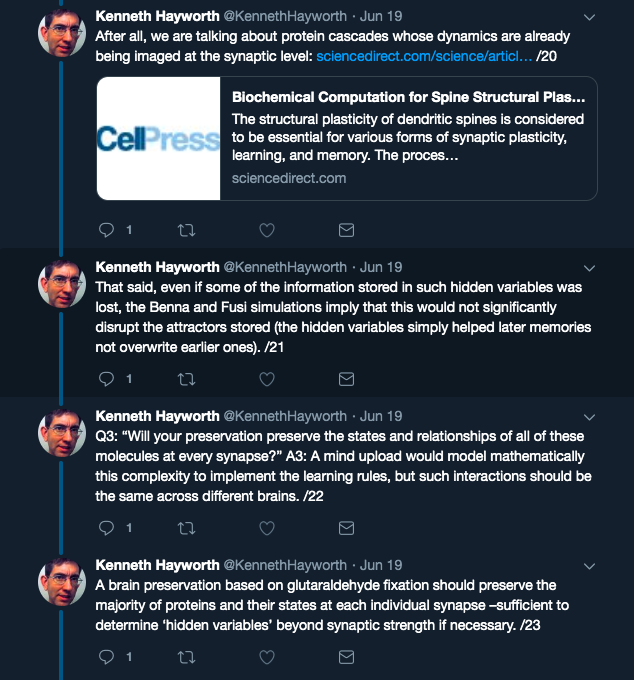 Kenneth Hayworth @KennethHayworth · Jun 19
After all, we are talking about protein cascades whose dynamics are already
being imaged at the synaptic level: sciencedirect.com/science/articl… /20
CellPress
Biochemical Computation for Spine Structural Plas...
The structural plasticity of dendritic spines is considered
to be essential for various forms of synaptic plasticity,
learning, and memory. The proces…
sciencedirect.com
1
Kenneth Hayworth @KennethHayworth · Jun 19
That said, even if some of the information stored in such hidden variables was
lost, the Benna and Fusi simulations imply that this would not significantly
disrupt the attractors stored (the hidden variables simply helped later memories
not overwrite earlier ones). /21
1
Kenneth Hayworth @KennethHayworth · Jun 19
Q3: “Will your preservation preserve the states and relationships of all of these
molecules at every synapse?” A3: A mind upload would model mathematically
this complexity to implement the learning rules, but such interactions should be
the same across different brains. /22
1
Kenneth Hayworth @KennethHayworth · Jun 19
A brain preservation based on glutaraldehyde fixation should preserve the
majority of proteins and their states at each individual synapse –sufficient to
determine ‘hidden variables’ beyond synaptic strength if necessary. /23
1